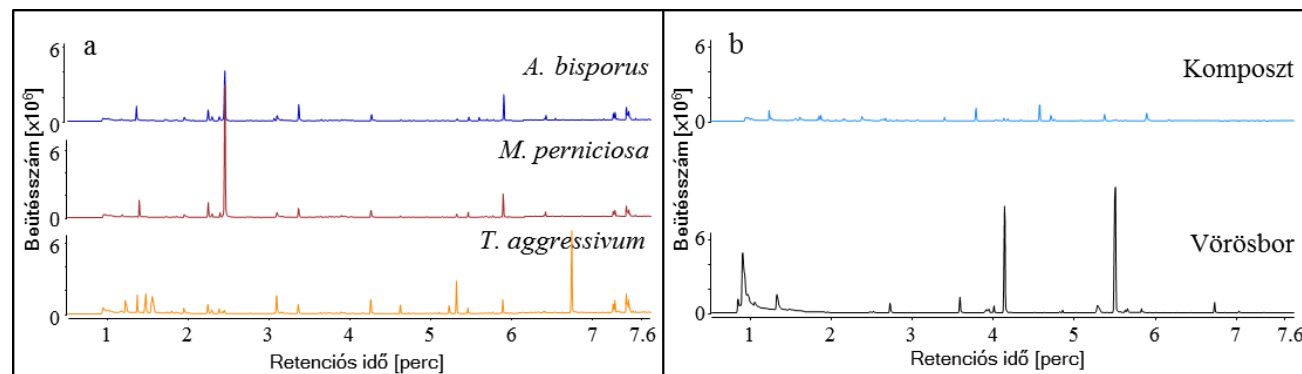 a
A. bisporus
M. perniciosa
T. aggressivum
6
0
6
0
6
0
Beütésszám [x10⁶]
1 2 3 4 5 6 7 7.6
Retenciós idő [perc]
b
Komposzt
Vörösbor
6
0
6
0
Beütésszám [x10⁶]
1 2 3 4 5 6 7 7.6
Retenciós idő [perc]